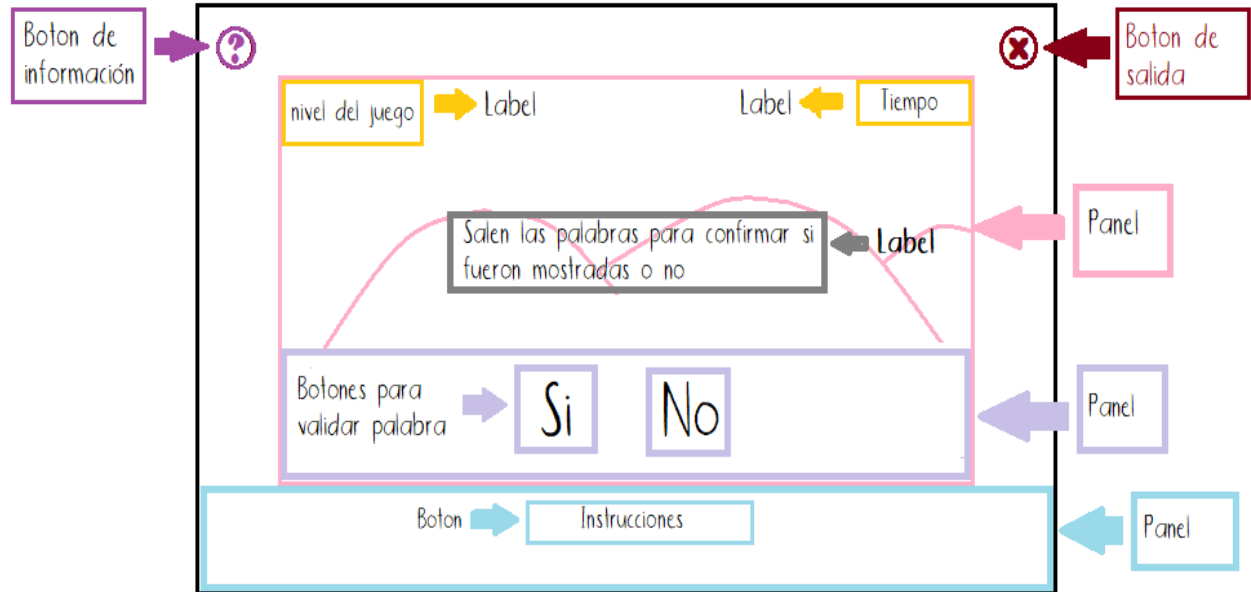 Boton de
información
?
X
Boton de
salida
nivel del juego
Label
Label
Tiempo
Salen las palabras para confirmar si
fueron mostradas o no
Label
Panel
Botones para
validar palabra
Si
No
Panel
Boton
Instrucciones
Panel